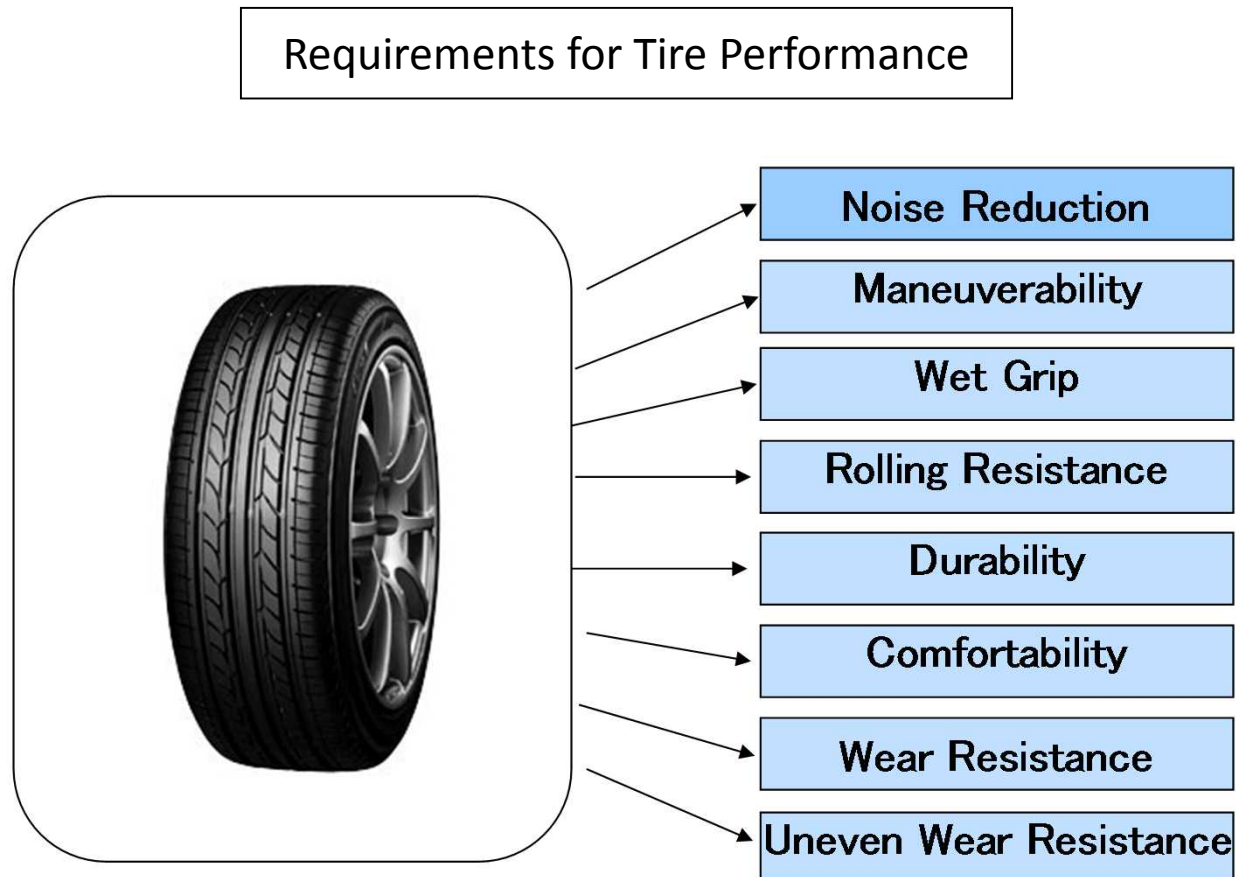 Requirements for Tire Performance
Noise Reduction
Maneuverability
Wet Grip
Rolling Resistance
Durability
Comfortability
Wear Resistance
Uneven Wear Resistance